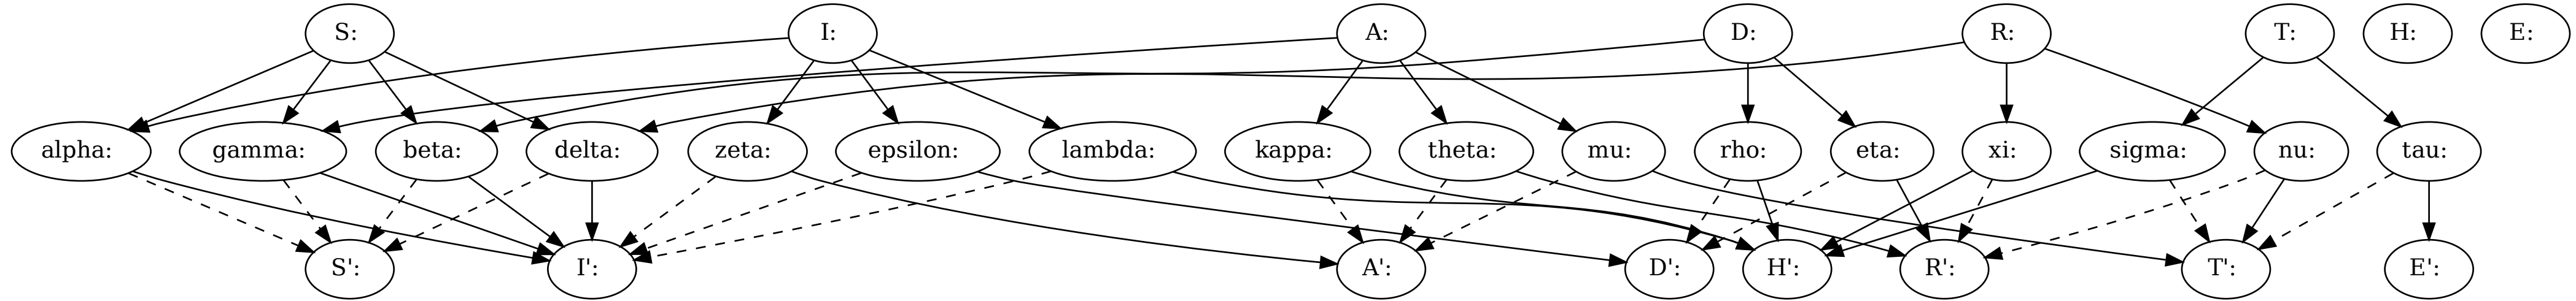 S: I: A: D: R: T: H: E:
alpha: gamma: beta: delta: zeta: epsilon: lambda: kappa: theta: mu: rho: eta: xi: sigma: nu: tau:
S': I': A': D': H': R': T': E':